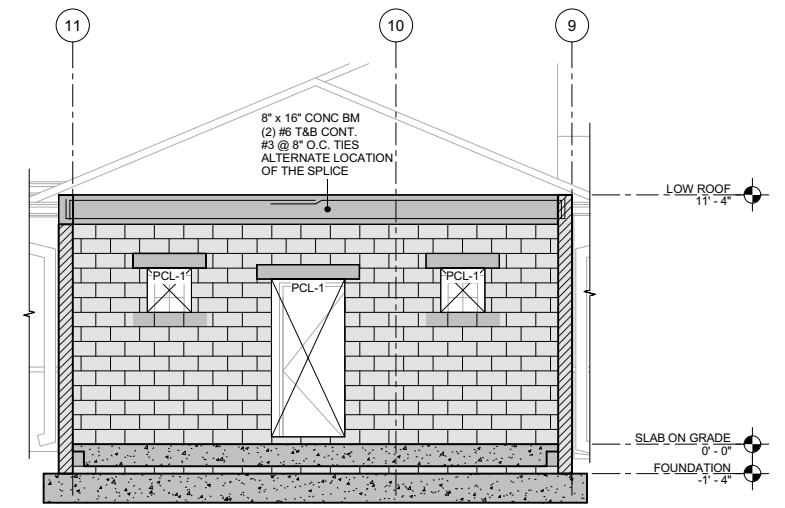 11
10
9
8" x 16" CONC BM
(2) #6 T&B CONT.
#3 @ 8" O.C. TIES
ALTERNATE LOCATION
OF THE SPLICE
LOW ROOF
11' - 4"
PCL-1
PCL-1
PCL-1
SLAB ON GRADE
0' - 0"
FOUNDATION
-1' - 4"